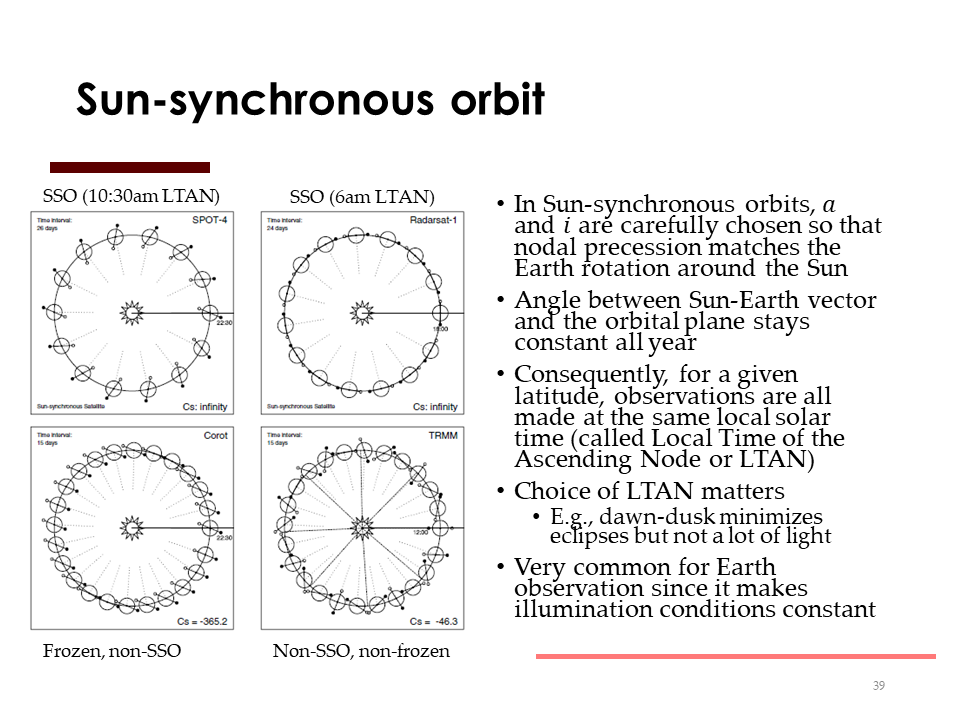 Sun-synchronous orbit
SSO (10:30am LTAN)
SSO (6am LTAN)
Time interval:
26 days
SPOT-4
22:30
Sun-synchronous Satellite
Cs: infinity
Time interval:
24 days
Radarsat-1
18:00
Sun-synchronous Satellite
Cs: infinity
Time interval:
15 days
Corot
22:30
Cs = -365.2
Time interval:
15 days
TRMM
12:00
Cs = -46.3
Frozen, non-SSO
Non-SSO, non-frozen
• In Sun-synchronous orbits, a
and i are carefully chosen so that
nodal precession matches the
Earth rotation around the Sun
• Angle between Sun-Earth vector
and the orbital plane stays
constant all year
• Consequently, for a given
latitude, observations are all
made at the same local solar
time (called Local Time of the
Ascending Node or LTAN)
• Choice of LTAN matters
• E.g., dawn-dusk minimizes
eclipses but not a lot of light
• Very common for Earth
observation since it makes
illumination conditions constant
39